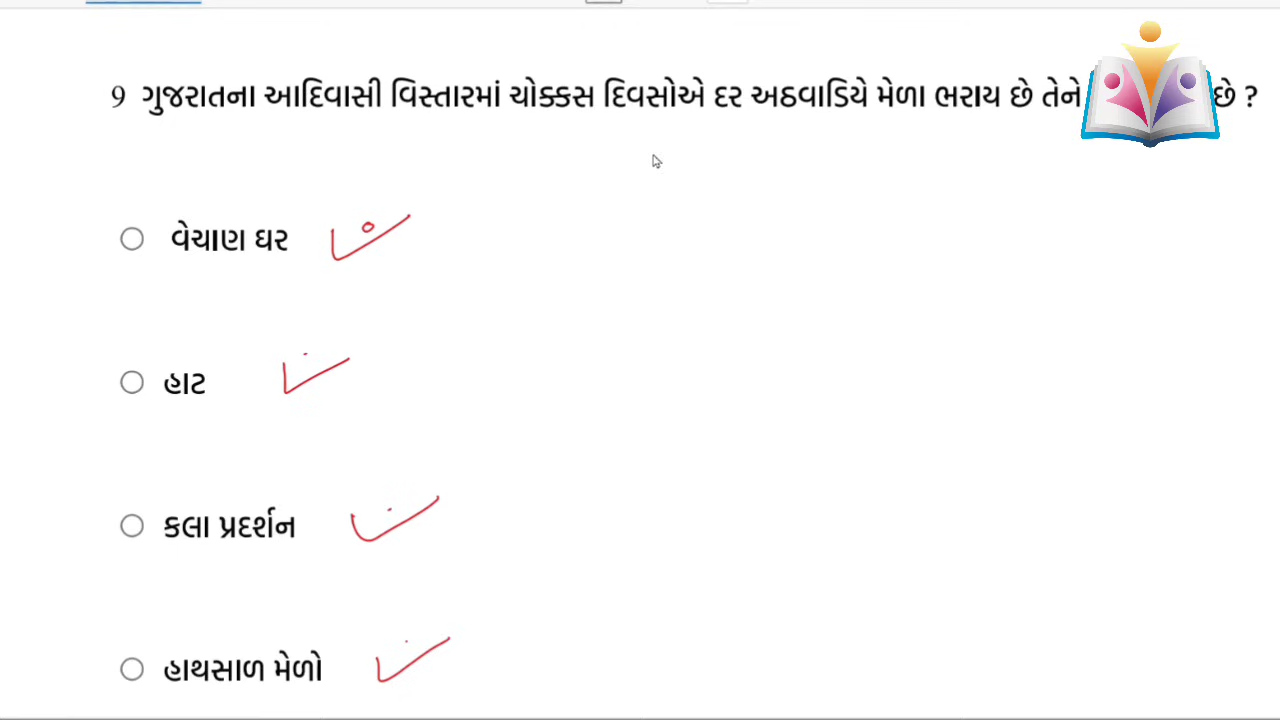 9 ગુજરાતના આદિવાસી વિસ્તારમાં ચોક્કસ દિવસોએ દર અઠવાડિયે મેળા ભરાય છે તેને છે ?
વેચાણ ઘર
હાટ
કલા પ્રદર્શન
હાથસાળ મેળો